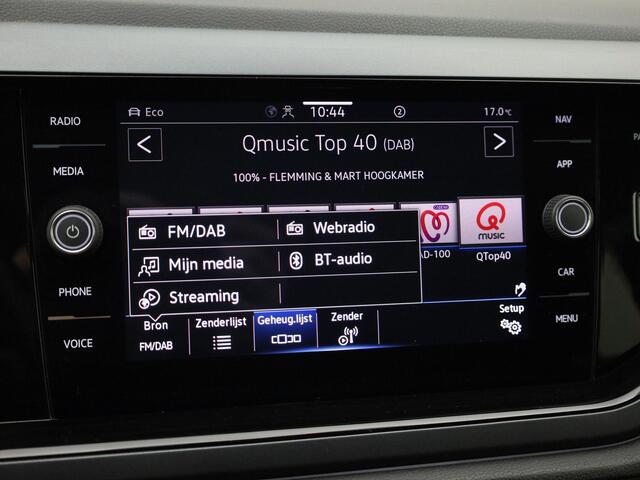 RADIO
MEDIA
PHONE
VOICE
Eco
10:44
2
17.0°C
Qmusic Top 40 (DAB)
100% - FLEMMING & MART HOOGKAMER
FM/DAB
Webradio
Mijn media
BT-audio
Streaming
AD-100
MUSIC
QTop40
Bron
FM/DAB
Zenderlijst
Geheug.lijst
Zender
Setup
NAV
APP
CAR
MENU